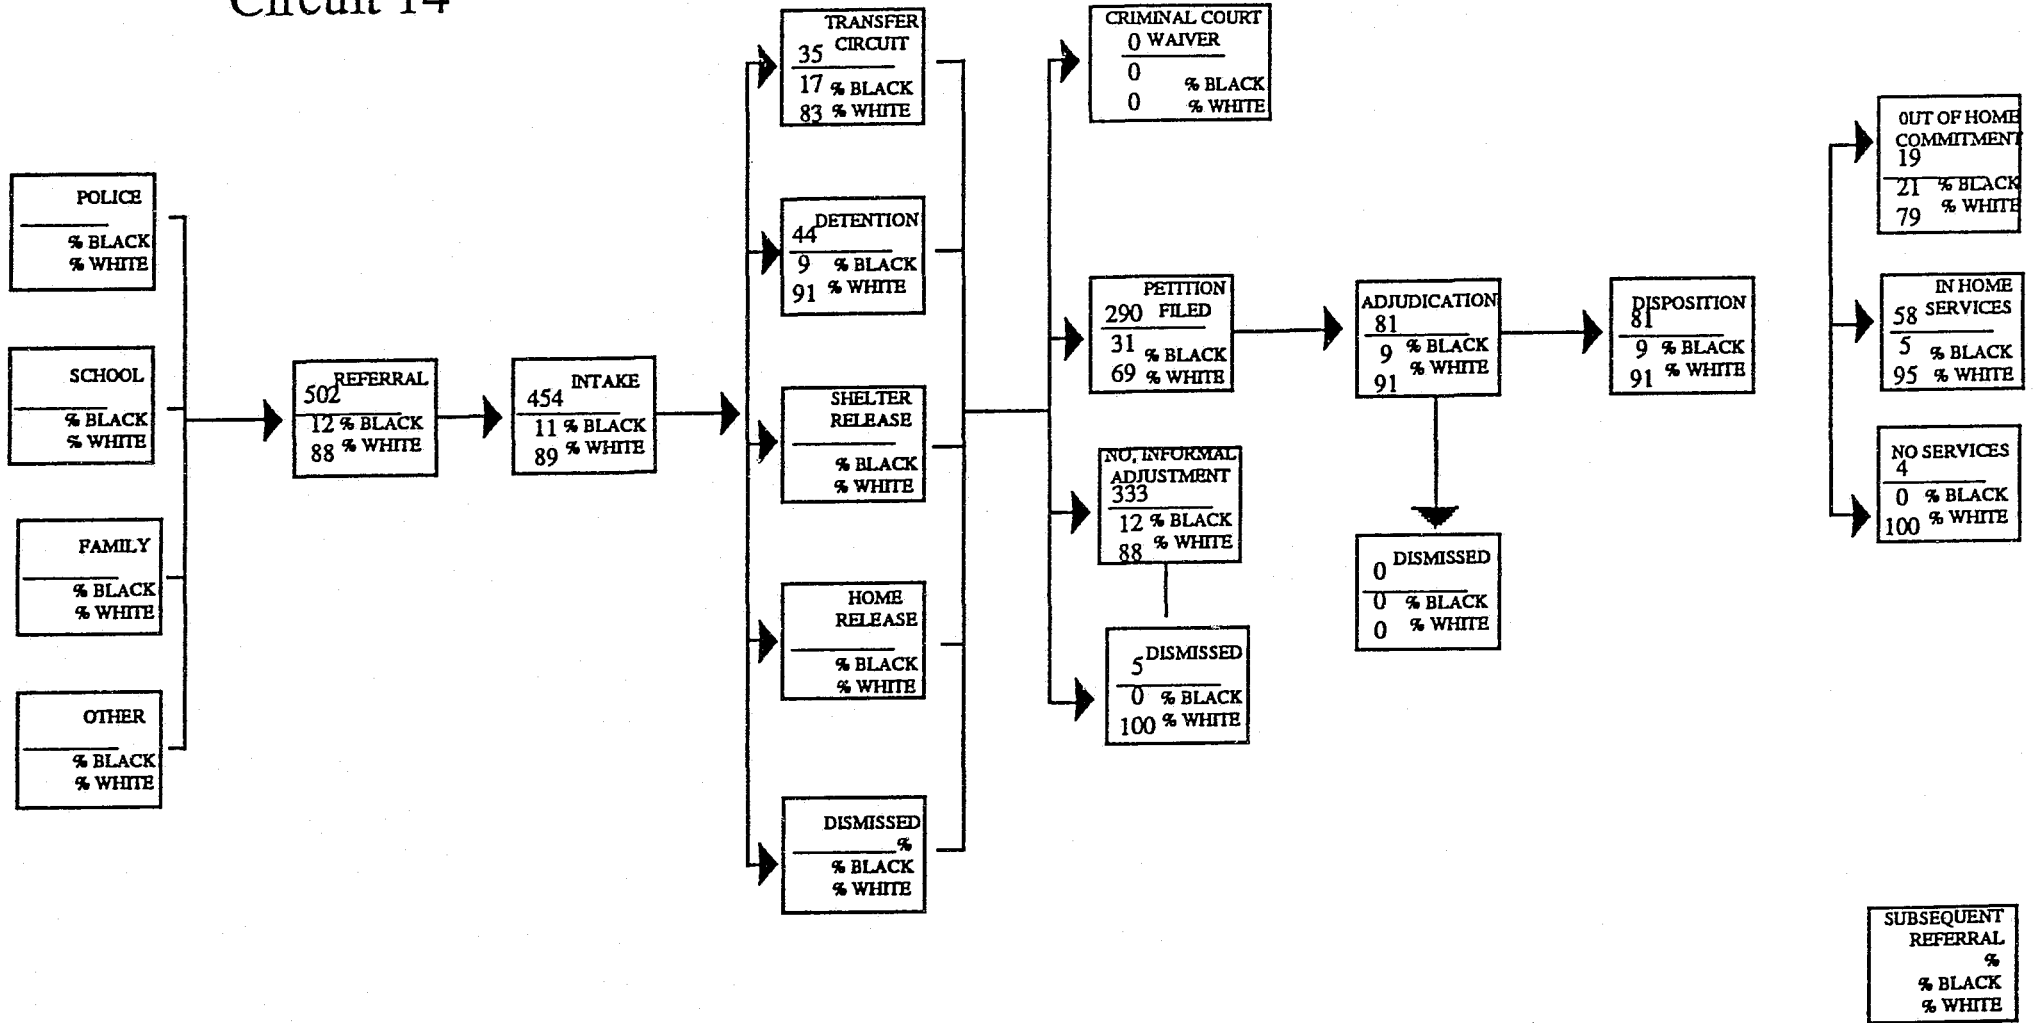 Circuit 14
POLICE
% BLACK
% WHITE
SCHOOL
% BLACK
% WHITE
FAMILY
% BLACK
% WHITE
OTHER
% BLACK
% WHITE
REFERRAL
502
12 % BLACK
88 % WHITE
INTAKE
454
11 % BLACK
89 % WHITE
TRANSFER
35 CIRCUIT
17 % BLACK
83 % WHITE
DETENTION
44
9 % BLACK
91 % WHITE
SHELTER
RELEASE
% BLACK
% WHITE
HOME
RELEASE
% BLACK
% WHITE
DISMISSED
%
% BLACK
% WHITE
CRIMINAL COURT
0 WAIVER
0 % BLACK
0 % WHITE
PETITION
290 FILED
31 % BLACK
69 % WHITE
NO, INFORMAL
ADJUSTMENT
333
12 % BLACK
88 % WHITE
5 DISMISSED
0 % BLACK
100 % WHITE
ADJUDICATION
81
9 % BLACK
91 % WHITE
0 DISMISSED
0 % BLACK
0 % WHITE
DISPOSITION
81
9 % BLACK
91 % WHITE
OUT OF HOME
COMMITMENT
19
21 % BLACK
79 % WHITE
IN HOME
58 SERVICES
5 % BLACK
95 % WHITE
NO SERVICES
4
0 % BLACK
100 % WHITE
SUBSEQUENT
REFERRAL
%
% BLACK
% WHITE